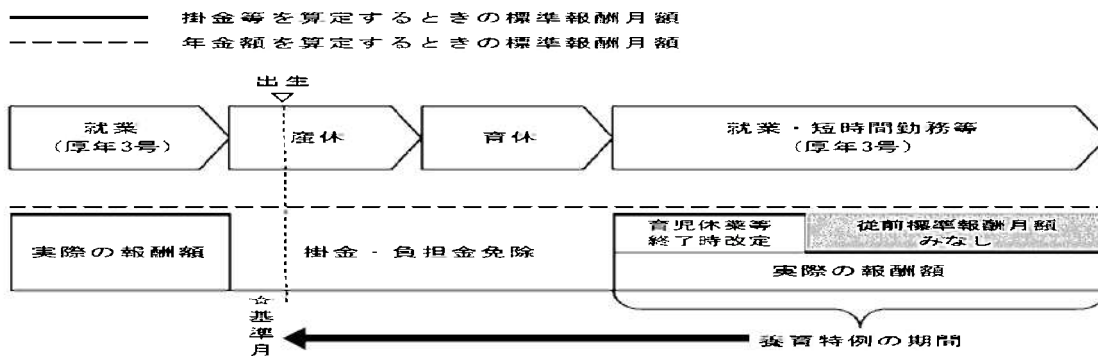 掛金等を算定するときの標準報酬月額
年金額を算定するときの標準報酬月額
出生
就業
(厚年3号)
産休
育休
就業・短時間勤務等
(厚年3号)
実際の報酬額
掛金・負担金免除
育児休業等
終了時改定
従前標準報酬月額
みなし
実際の報酬額
☆基準月
養育特例の期間